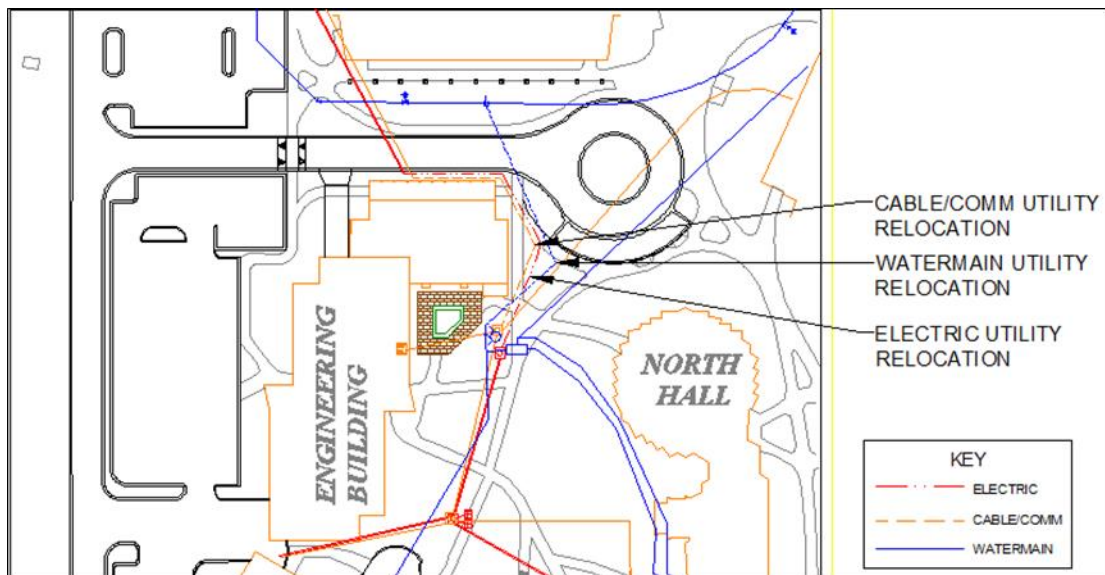 CABLE/COMM UTILITY
RELOCATION
WATERMAIN UTILITY
RELOCATION
ELECTRIC UTILITY
RELOCATION
ENGINEERING
BUILDING
NORTH
HALL
KEY
ELECTRIC
CABLE/COMM
WATERMAIN